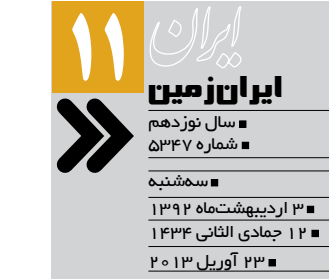 ۱۱
ایران
ایران‌زمین
■ سال نوزدهم
■ شماره ۵۳۴۷
■ سه‌شنبه
■ ۳ اردیبهشت‌ماه ۱۳۹۲
■ ۱۲ جمادی الثانی ۱۴۳۴
■ ۲۳ آوریل ۲۰۱۳